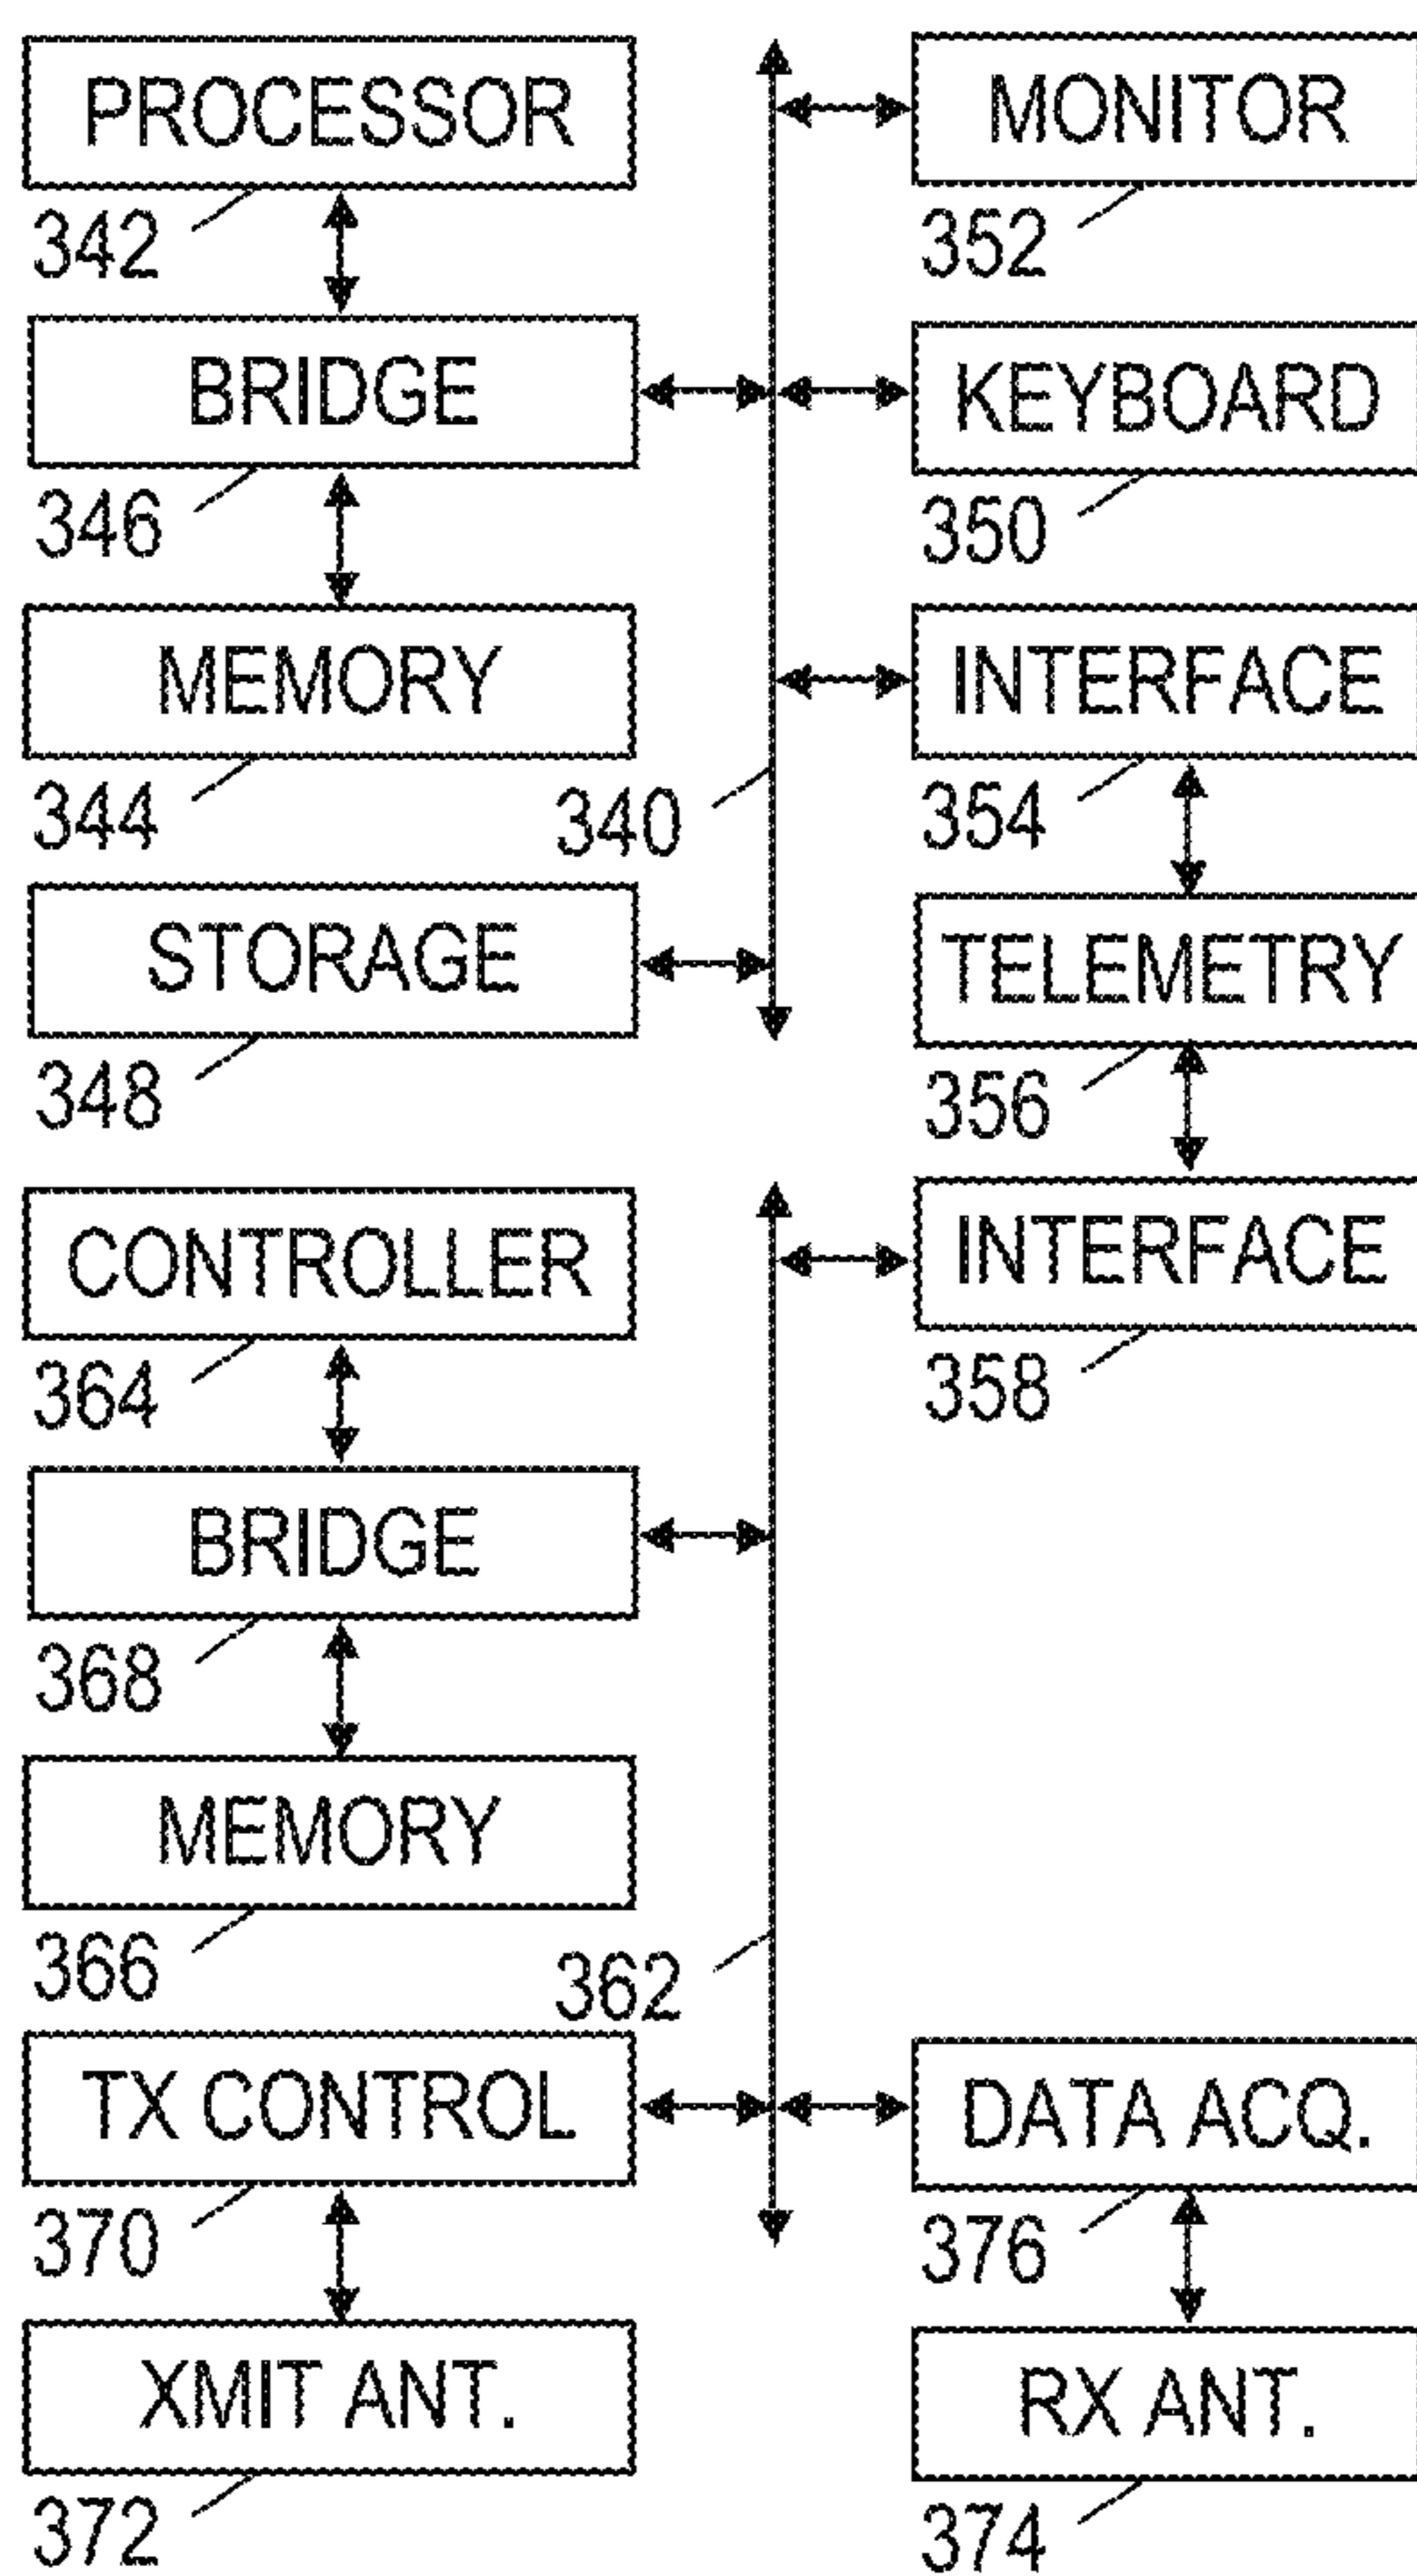 PROCESSOR
342
MONITOR
352
BRIDGE
346
KEYBOARD
350
MEMORY
344
340
INTERFACE
354
STORAGE
348
TELEMETRY
356
CONTROLLER
364
INTERFACE
358
BRIDGE
368
MEMORY
366
362
TX CONTROL
370
DATA ACQ.
376
XMIT ANT.
372
RX ANT.
374